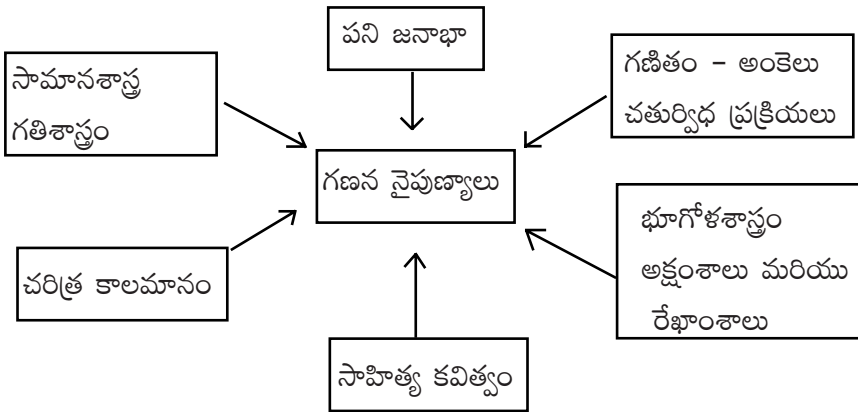 పని జనాభా
సామానశాస్త్ర
గతిశాస్త్రం
గణితం – అంకెలు
చతుర్విధ ప్రక్రియలు
గణన నైపుణ్యాలు
చరిత్ర కాలమానం
భూగోళశాస్త్రం
అక్షంశాలు మరియు
రేఖాంశాలు
సాహిత్య కవిత్వం